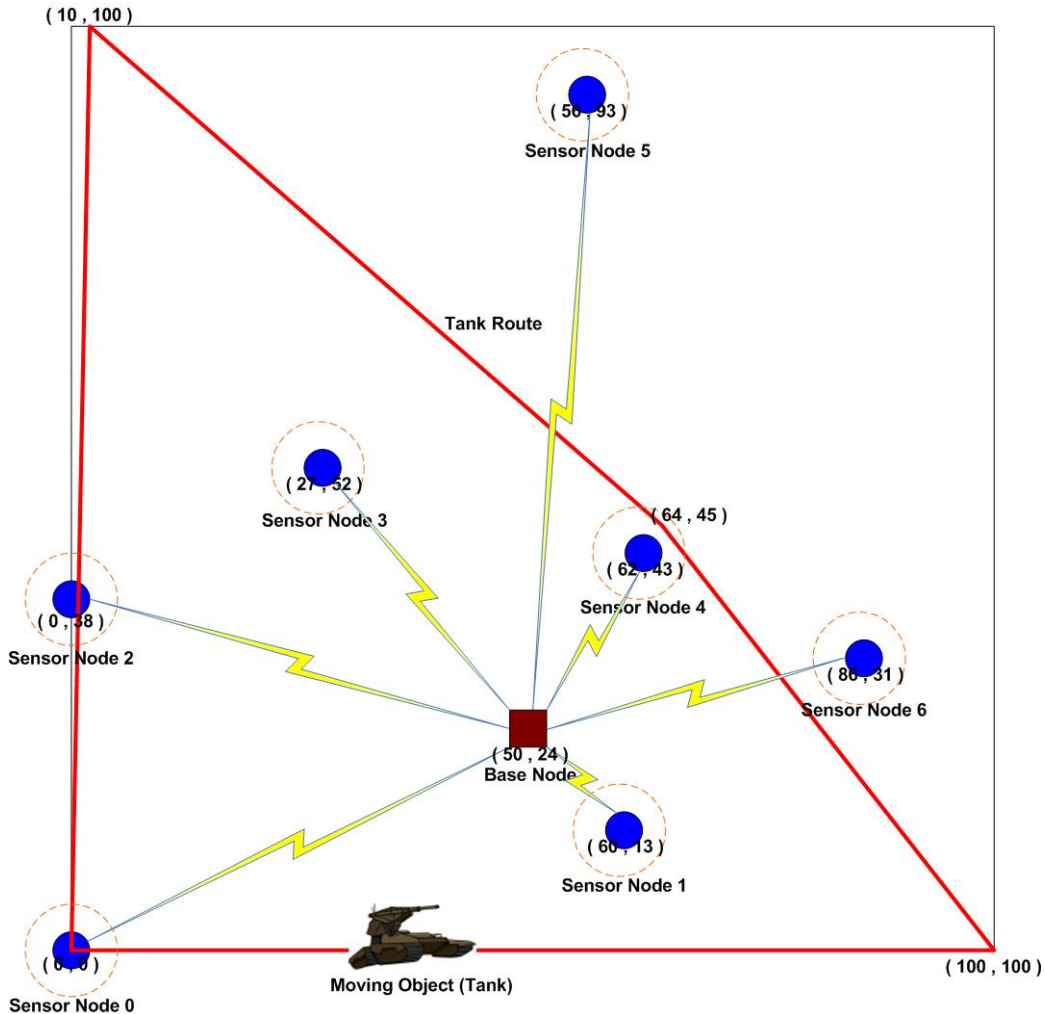 ( 10 , 100 )
( 56 , 93 )
Sensor Node 5
Tank Route
( 27 , 52 )
Sensor Node 3
( 64 , 45 )
( 62 , 43 )
Sensor Node 4
( 0 , 38 )
Sensor Node 2
( 86 , 31 )
Sensor Node 6
( 50 , 24 )
Base Node
( 60 , 13 )
Sensor Node 1
( 0 , 0 )
Sensor Node 0
Moving Object (Tank)
( 100 , 100 )